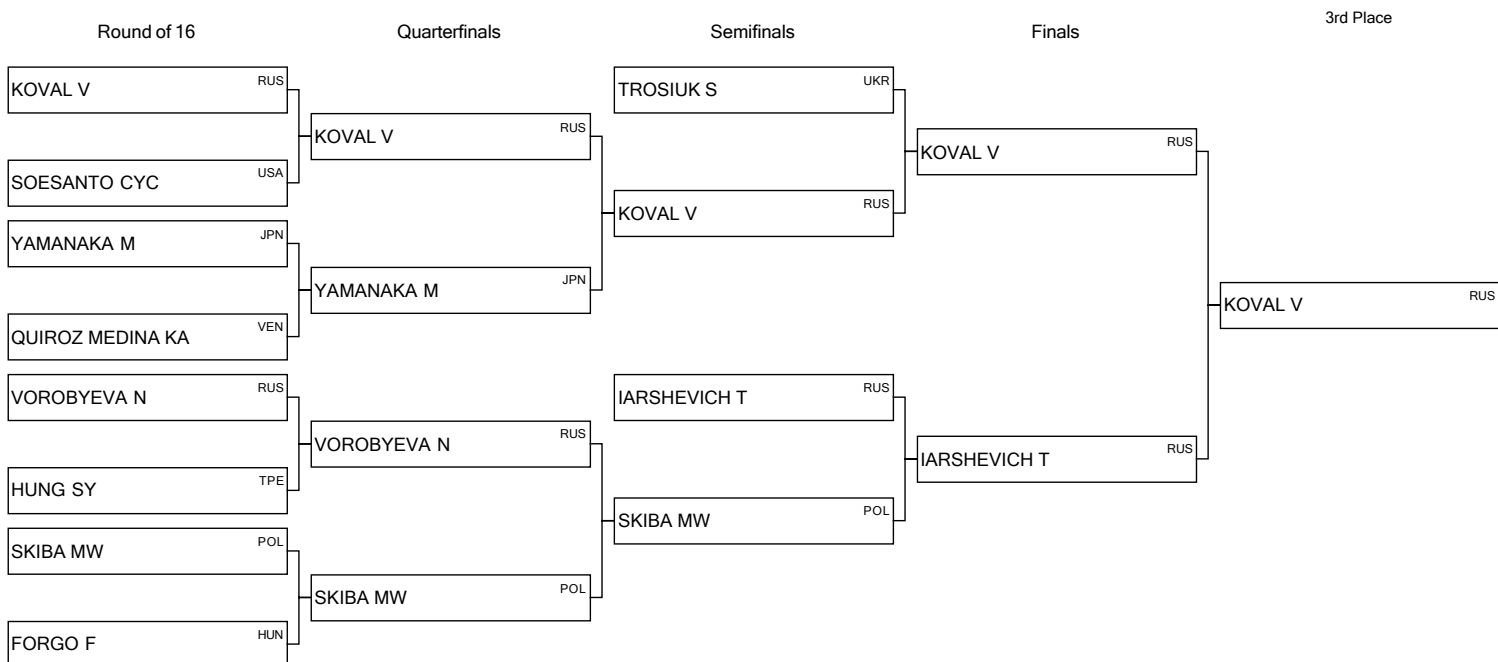 3rd Place
Round of 16
Quarterfinals
Semifinals
Finals
KOVAL V RUS
SOESANTO CYC USA
YAMANAKA M JPN
QUIROZ MEDINA KA VEN
VOROBYEVA N RUS
HUNG SY TPE
SKIBA MW POL
FORGO F HUN
KOVAL V RUS
YAMANAKA M JPN
VOROBYEVA N RUS
SKIBA MW POL
TROSIUK S UKR
KOVAL V RUS
IARSHEVICH T RUS
SKIBA MW POL
KOVAL V RUS
IARSHEVICH T RUS
KOVAL V RUS